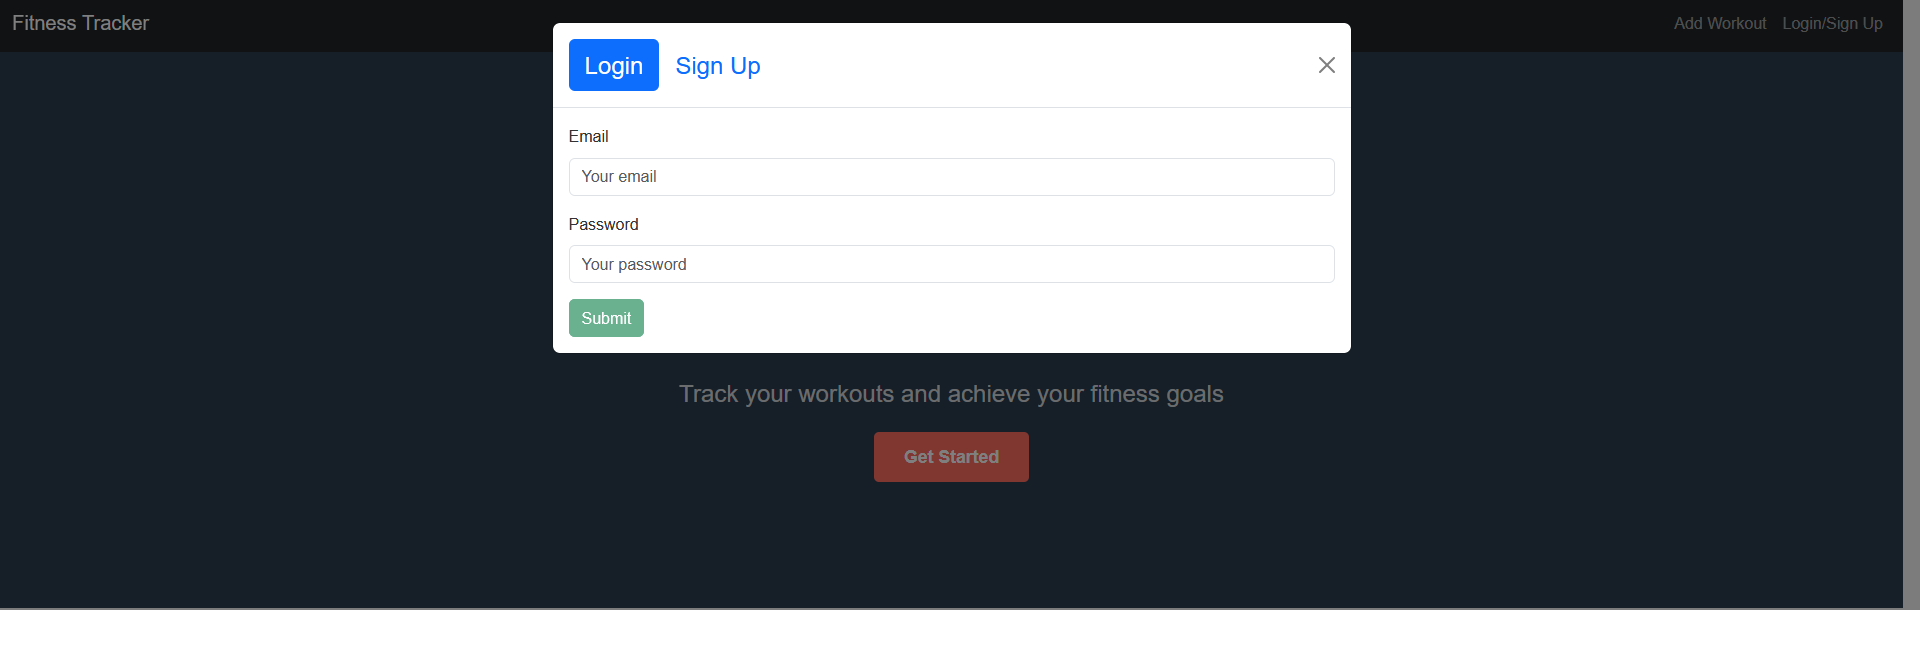 Fitness Tracker
Add Workout Login/Sign Up
Login Sign Up
Email
Your email
Password
Your password
Submit
Track your workouts and achieve your fitness goals
Get Started